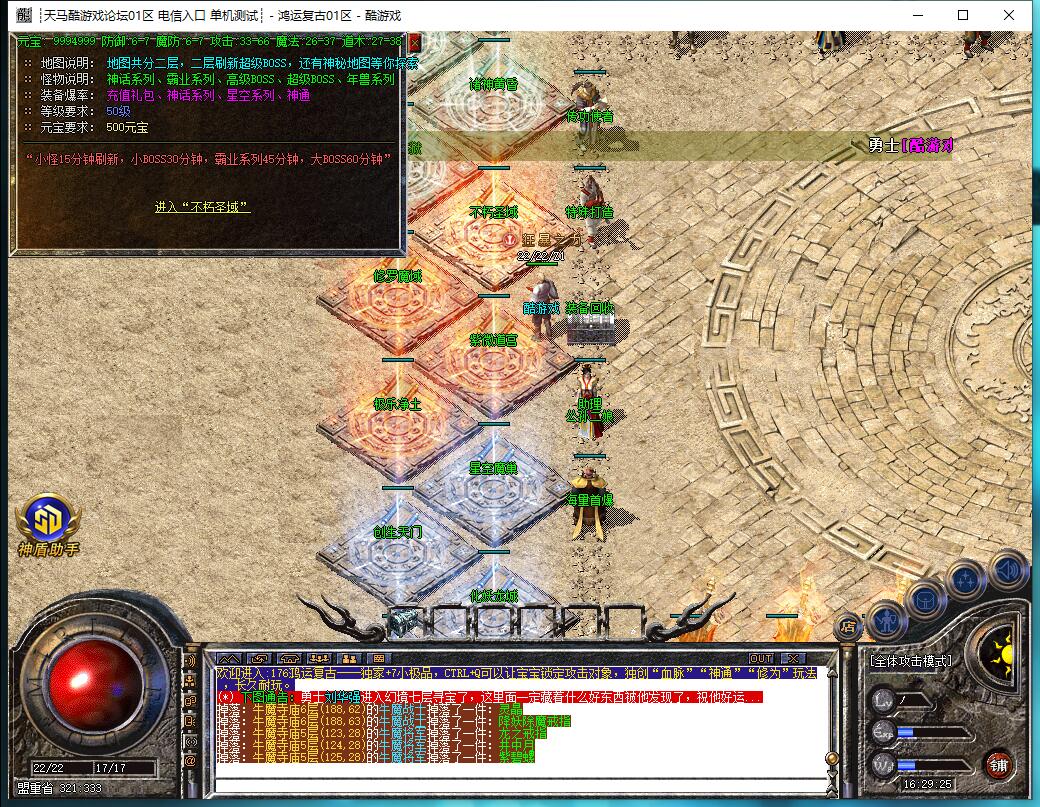 天马酷游戏论坛01区 电信入口 单机测试 - 鸿运复古01区 - 酷游戏
元宝: 9994999 防御:6-7 魔防:6-7 攻击:33-66 魔法:26-37 道术:27-38
:: 地图说明: 地图共分二层, 二层刷新超级BOSS, 还有神秘地图等你探索
:: 怪物说明: 神话系列、霸业系列、高级BOSS、超级BOSS、年兽系列
:: 装备爆率: 充值礼包、神话系列、星空系列、神通
:: 等级要求: 50级
:: 元宝要求: 500元宝
“小怪15分钟刷新, 小BOSS30分钟, 霸业系列45分钟, 大BOSS60分钟”
进入“不朽圣域”
诸神黄昏
传功使者
勇士[酷游戏
不朽圣域
特殊打造
狂暴之力
22/22/Z1
修罗魔域
酷游戏
装备回收
紫微道宫
极乐净土
助理
公孙二娘
星空魔巢
海里首爆
创生天门
化妖龙城
神盾助手
店
OUT
[全体攻击模式]
欢迎进入:176鸿运复古——独家+7小极品, CTRL+Q可以让宝宝锁定攻击对象, 独创“血脉”“神通”“修为”玩法
, 长久耐玩。
(*) 下图通告: 勇士刘华强进入幻境七层寻宝了, 这里面一定藏着什么好东西被他发现了, 祝他好运...
掉落: 牛魔寺庙6层(188,62)的牛魔战士掉落了一件: 灵晶
掉落: 牛魔寺庙6层(188,63)的牛魔战士掉落了一件: 降妖除魔戒指
掉落: 牛魔寺庙5层(123,28)的牛魔将军掉落了一件: 龙之戒指
掉落: 牛魔寺庙5层(124,28)的牛魔将军掉落了一件: 井中月
掉落: 牛魔寺庙5层(125,28)的牛魔将军掉落了一件: 紫碧螺
22/22
17/17
盟重省 321:333
Lv
7
Exp
W
铺
16:29:25